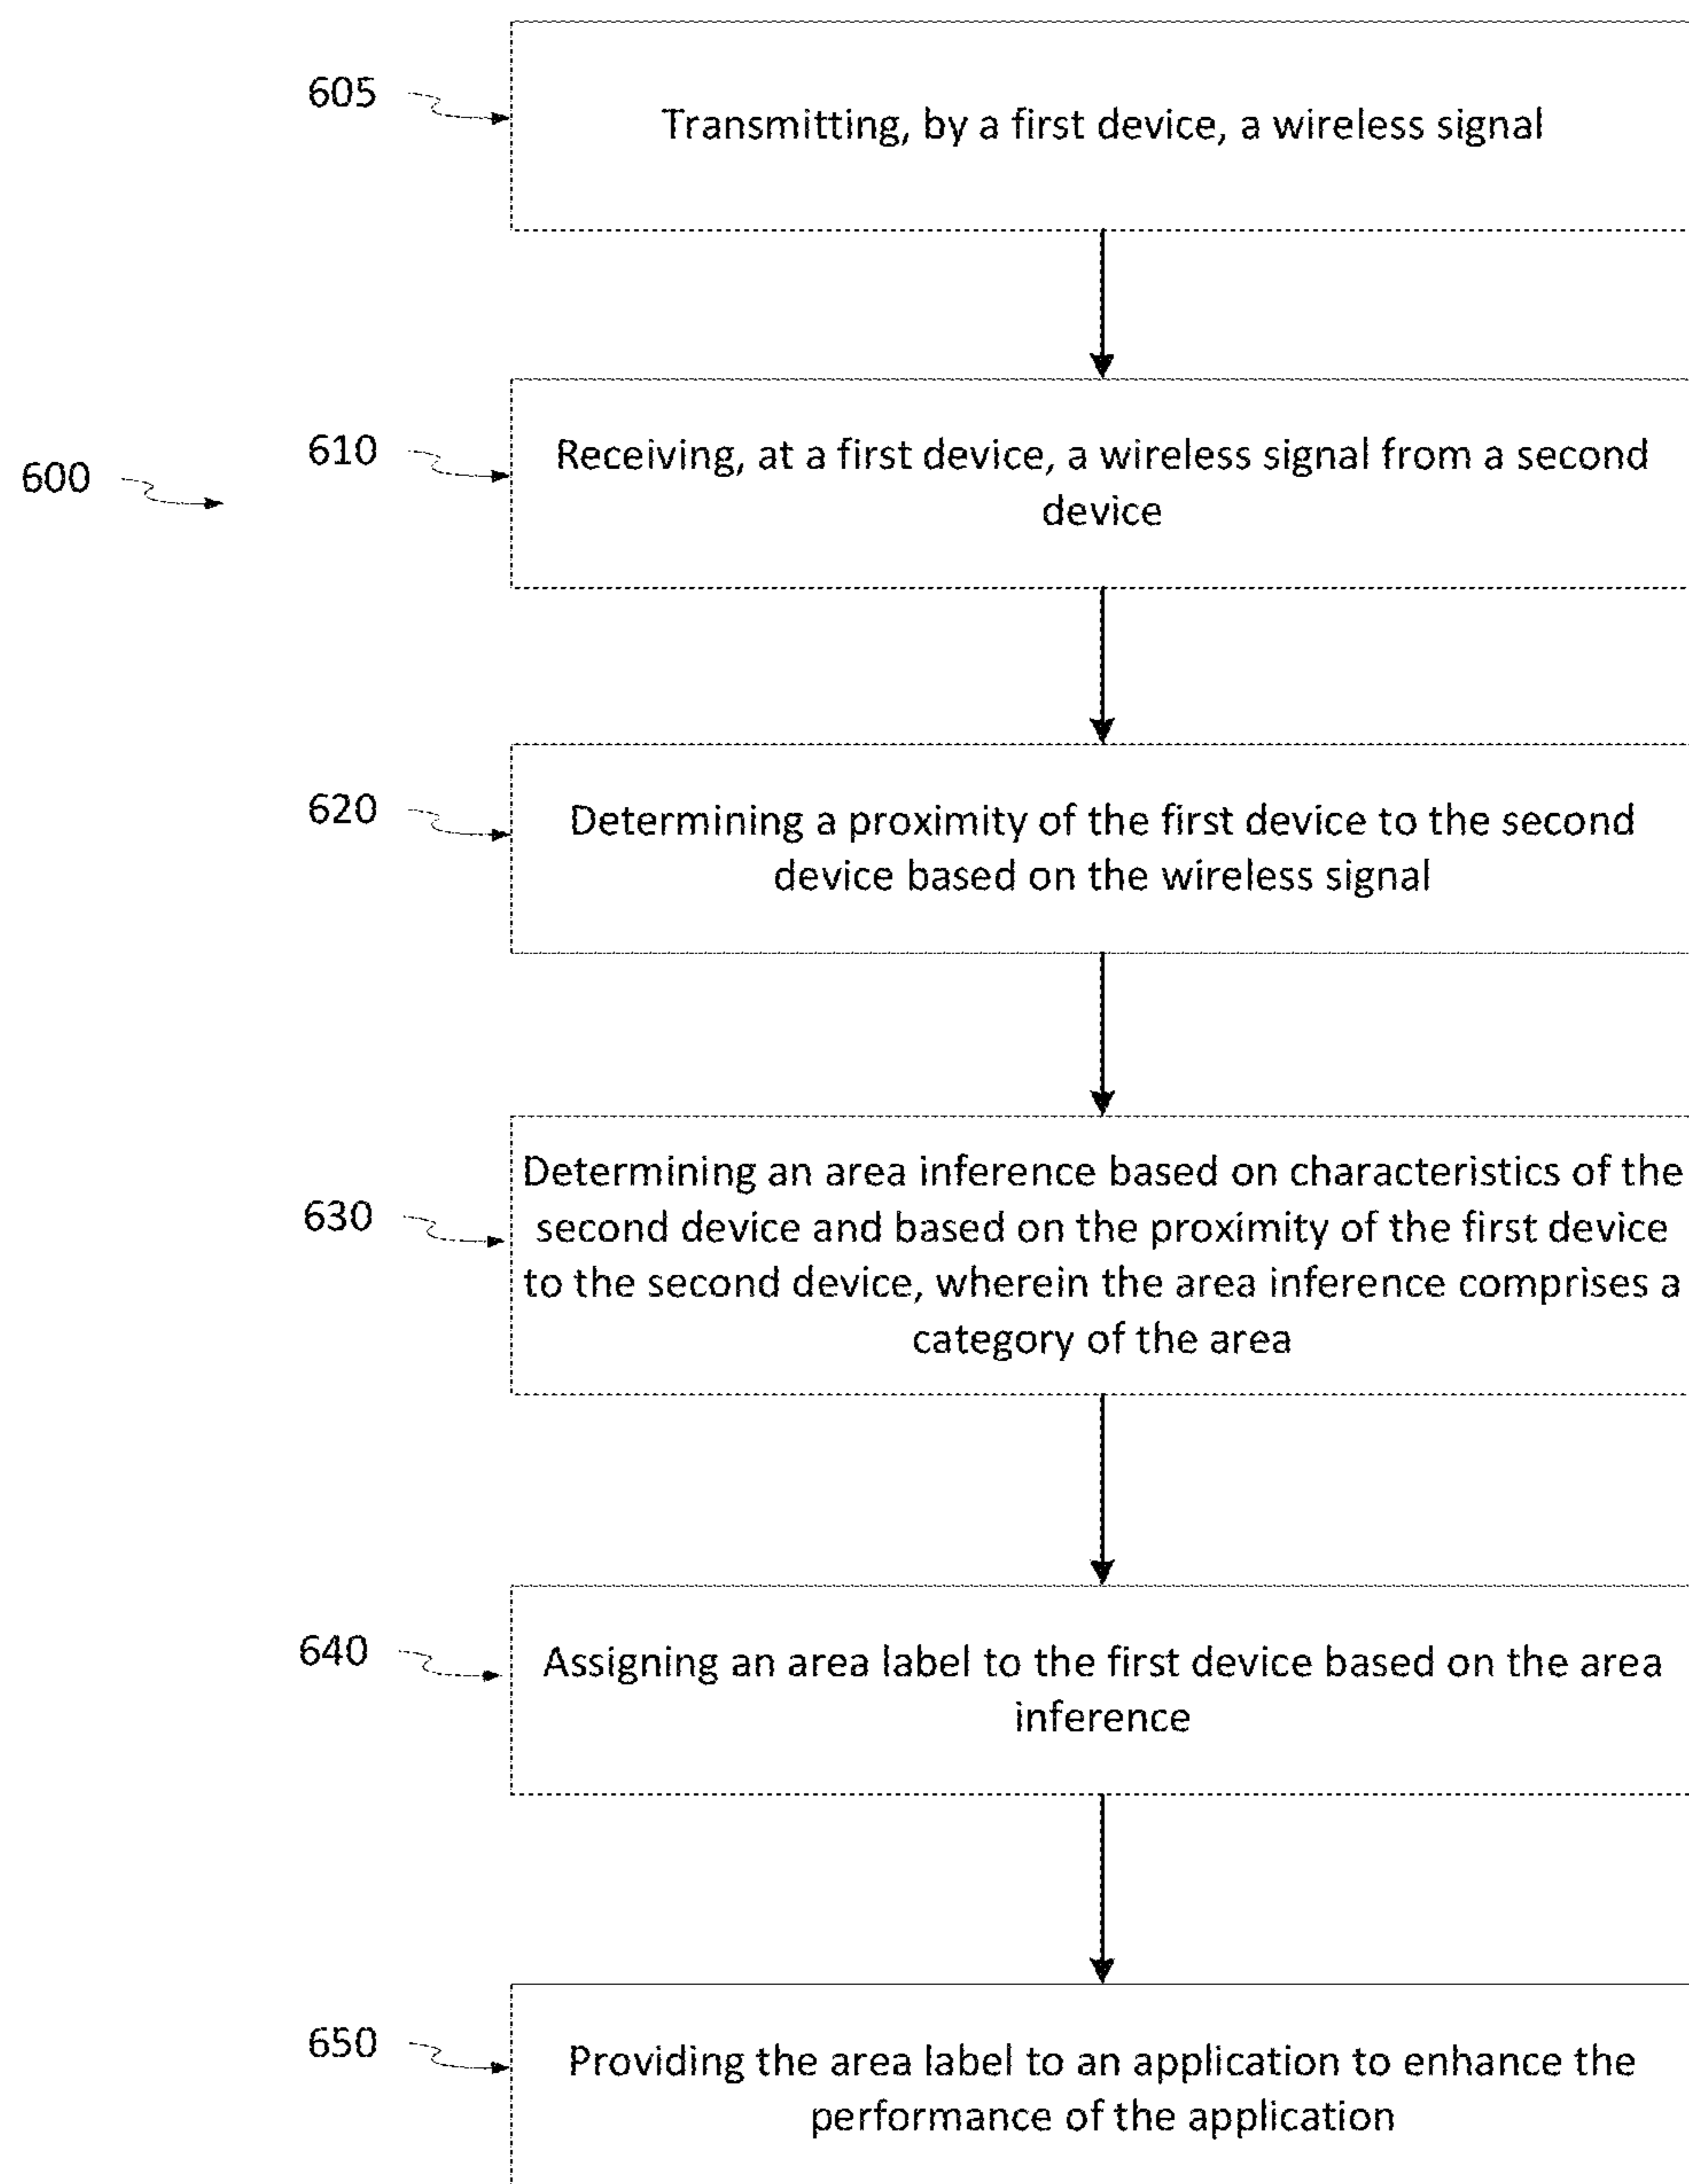 605
Transmitting, by a first device, a wireless signal
600
610
Receiving, at a first device, a wireless signal from a second
device
620
Determining a proximity of the first device to the second
device based on the wireless signal
630
Determining an area inference based on characteristics of the
second device and based on the proximity of the first device
to the second device, wherein the area inference comprises a
category of the area
640
Assigning an area label to the first device based on the area
inference
650
Providing the area label to an application to enhance the
performance of the application